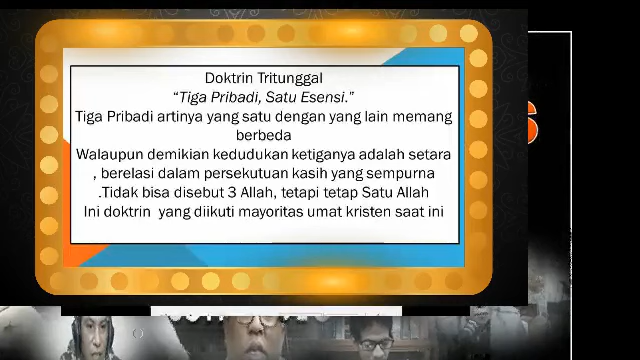 Doktrin Tritunggal
“Tiga Pribadi, Satu Esensi.”
Tiga Pribadi artinya yang satu dengan yang lain memang
berbeda
Walaupun demikian kedudukan ketiganya adalah setara
, berelasi dalam persekutuan kasih yang sempurna
.Tidak bisa disebut 3 Allah, tetapi tetap Satu Allah
Ini doktrin yang diikuti mayoritas umat kristen saat ini